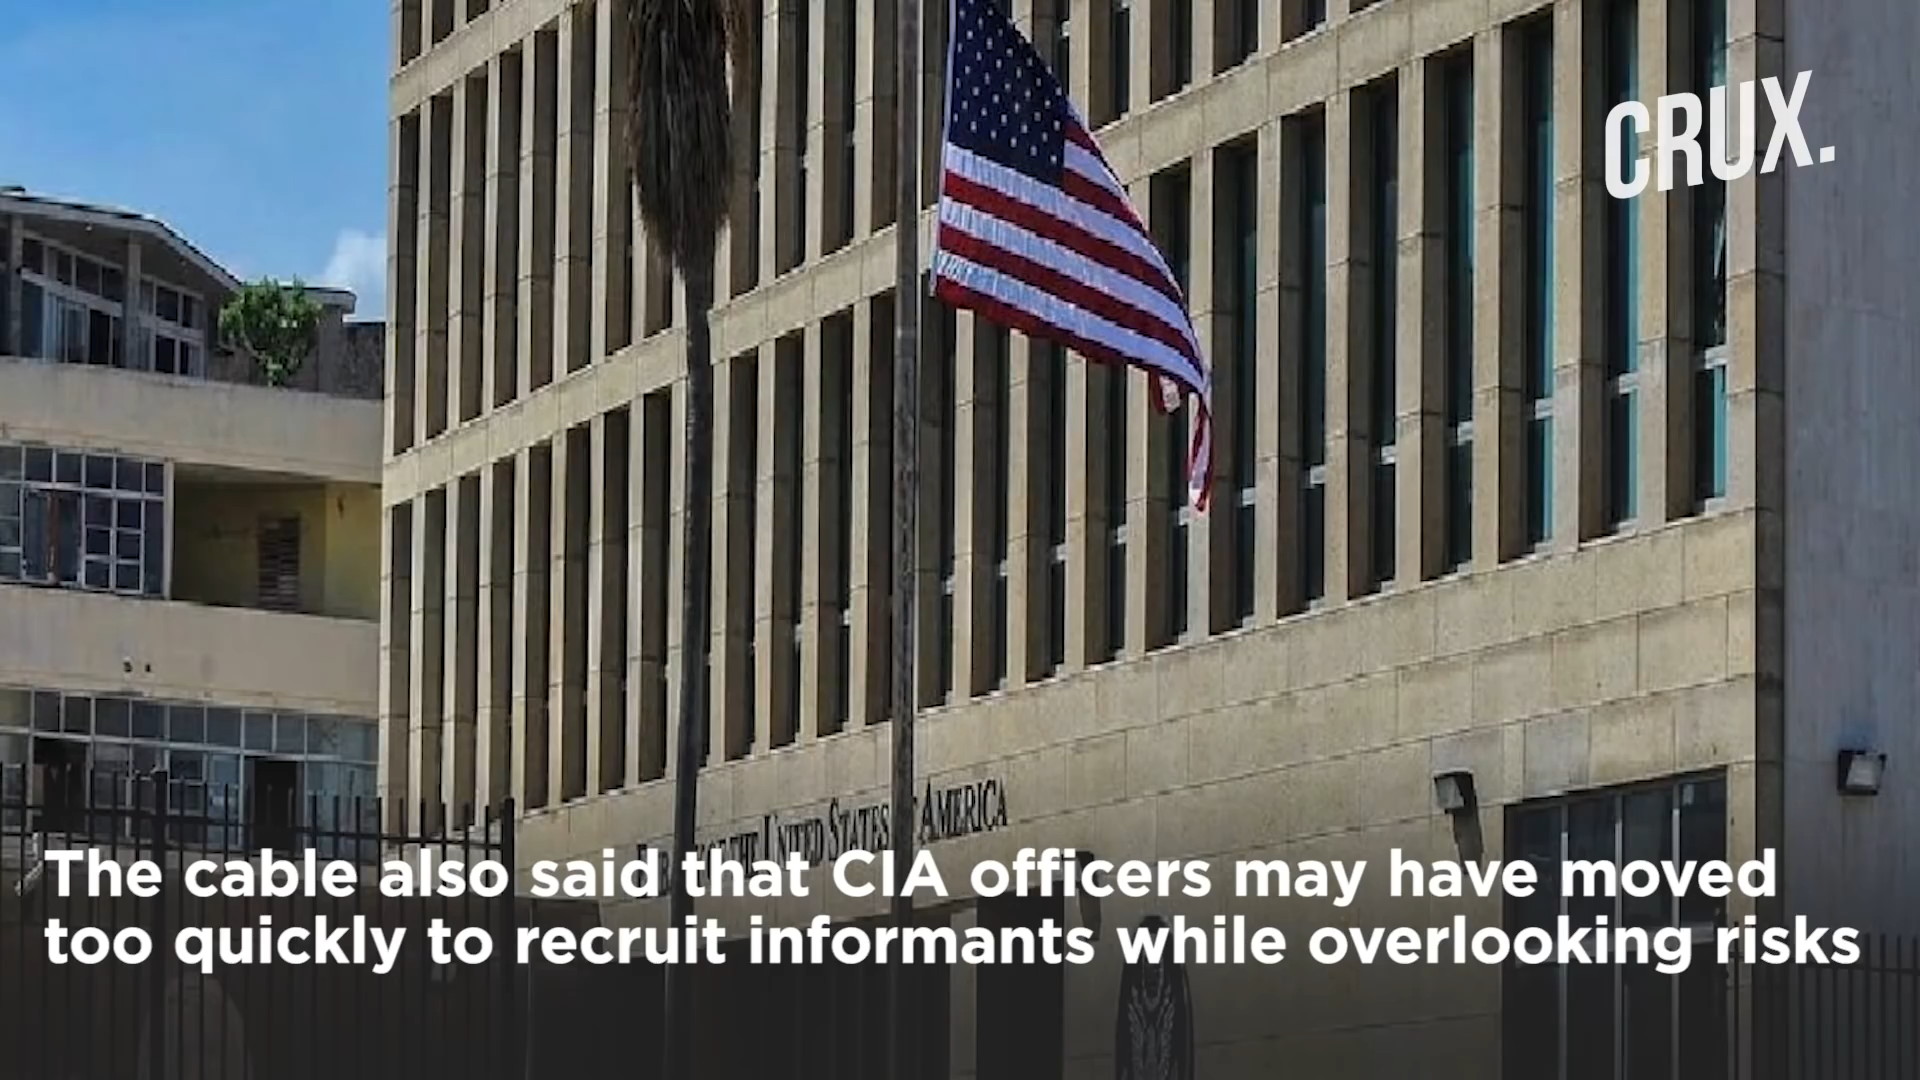 CRUX.
UNITED STATES AMERICA
The cable also said that CIA officers may have moved
too quickly to recruit informants while overlooking risks